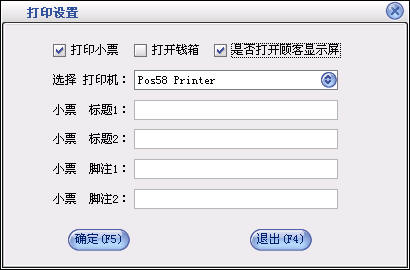 打印设置
打印小票 打开钱箱 是否打开顾客显示屏
选择 打印机： Pos58 Printer
小票 标题1：
小票 标题2：
小票 脚注1：
小票 脚注2：
确定(F5) 退出(F4)